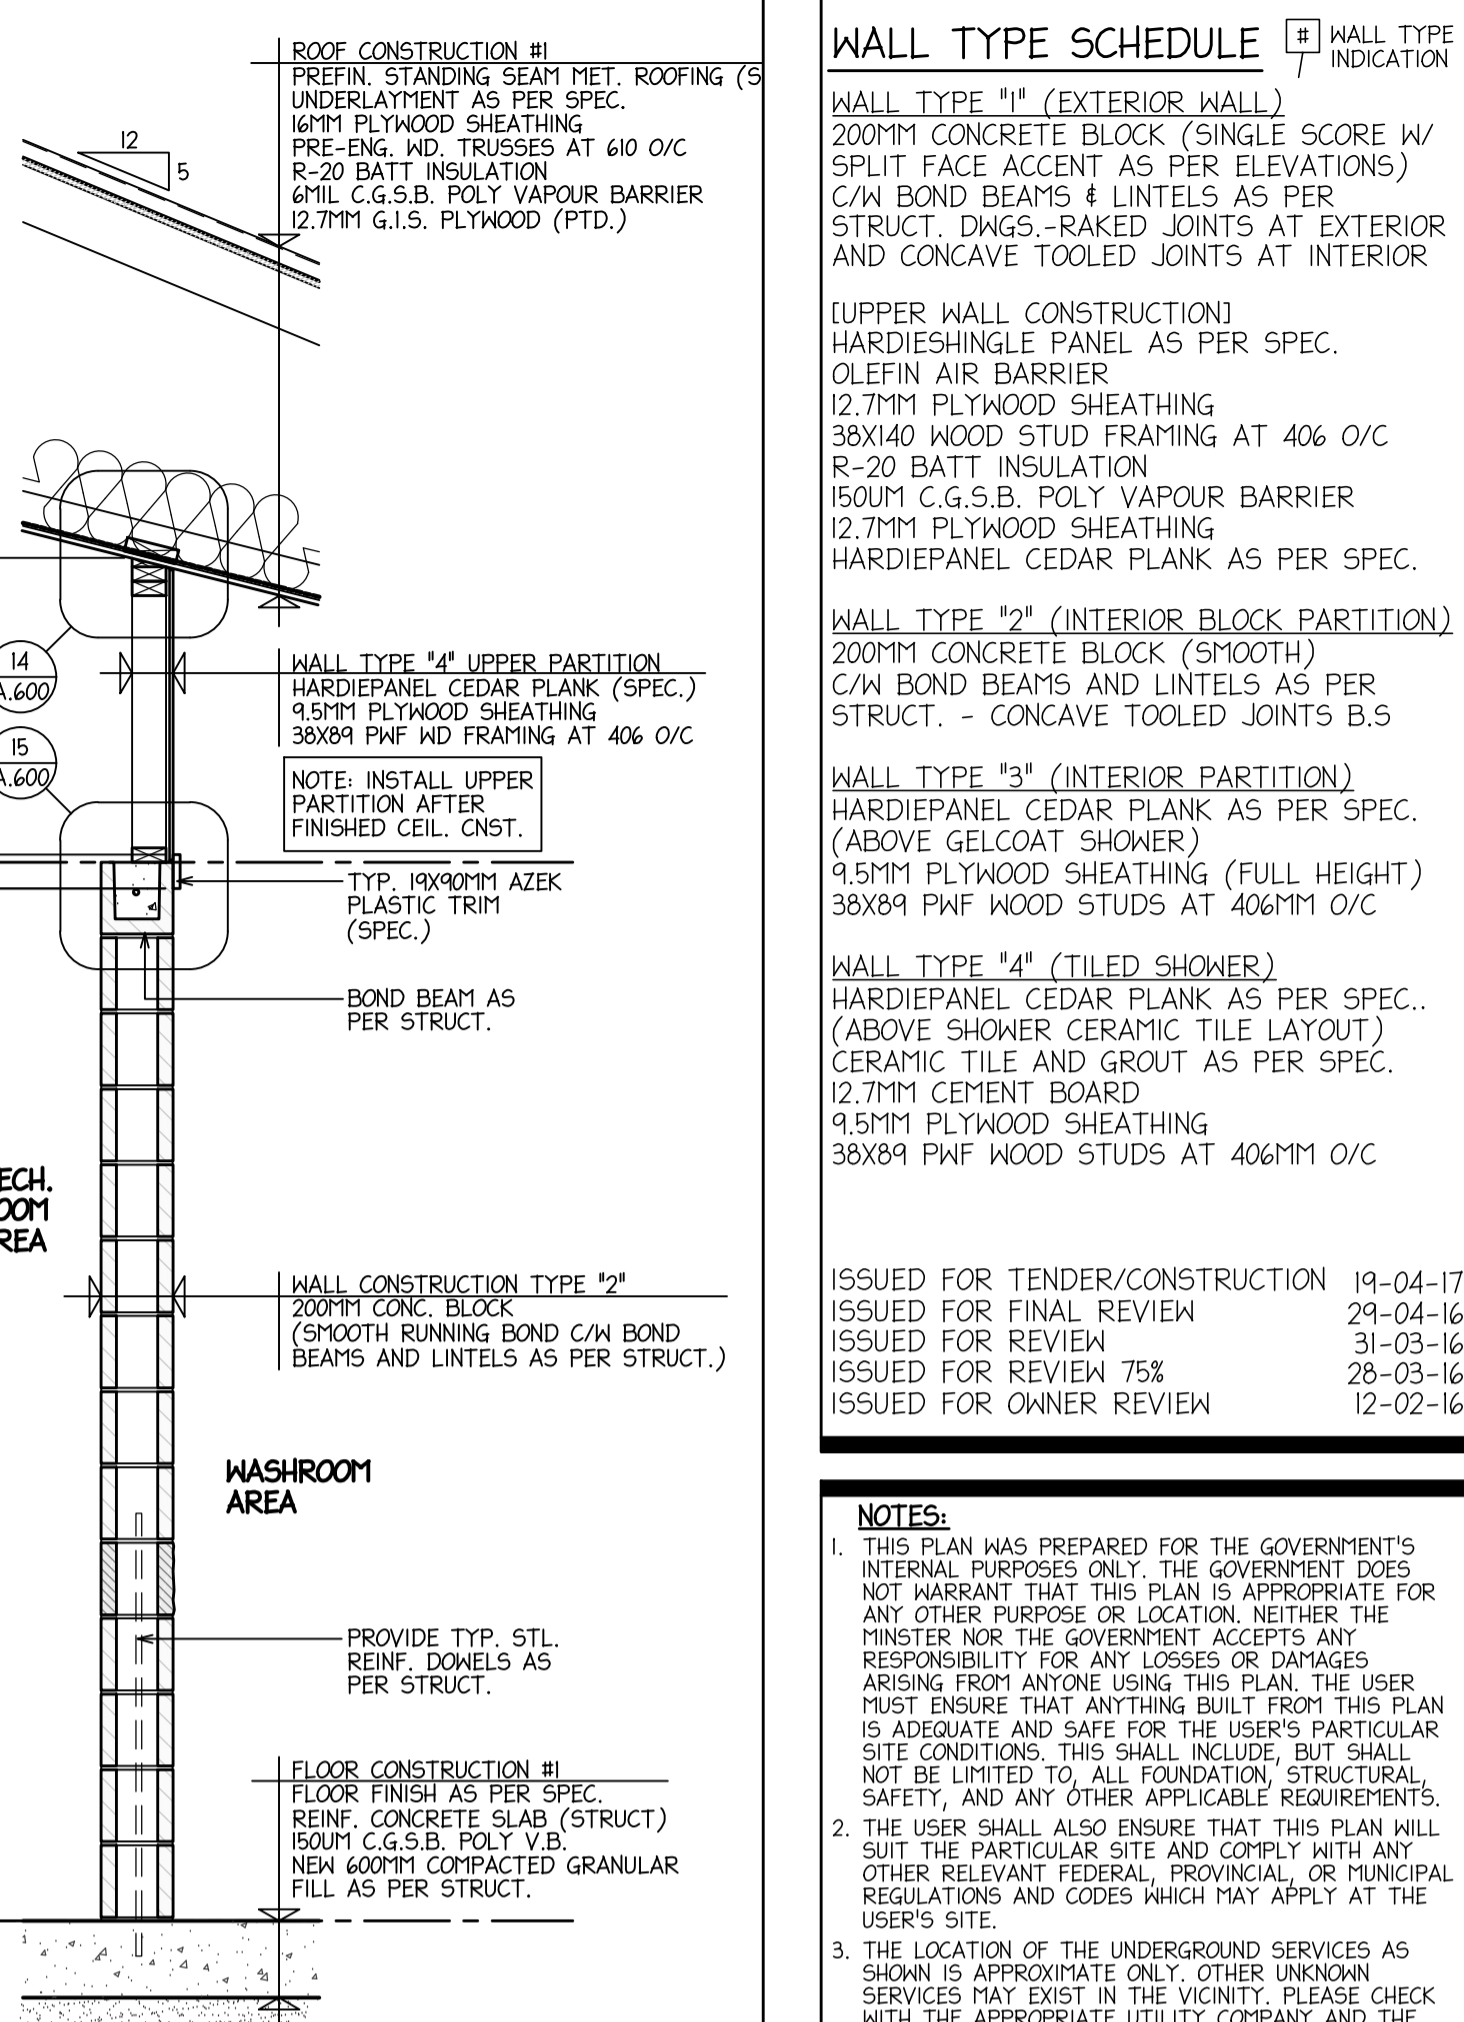 ROOF CONSTRUCTION #1
PREFIN. STANDING SEAM MET. ROOFING (S
UNDERLAYMENT AS PER SPEC.
16MM PLYWOOD SHEATHING
PRE-ENG. WD. TRUSSES AT 610 O/C
R-20 BATT INSULATION
6MIL C.G.S.B. POLY VAPOUR BARRIER
12.7MM G.I.S. PLYWOOD (PTD.)
12
5
14
A.600
15
A.600
WALL TYPE "4" UPPER PARTITION
HARDIEPANEL CEDAR PLANK (SPEC.)
9.5MM PLYWOOD SHEATHING
38X89 PWF WD FRAMING AT 406 O/C
NOTE: INSTALL UPPER
PARTITION AFTER
FINISHED CEIL. CNST.
TYP. 19X90MM AZEK
PLASTIC TRIM
(SPEC.)
BOND BEAM AS
PER STRUCT.
ECH.
OOM
REA
WALL CONSTRUCTION TYPE "2"
200MM CONC. BLOCK
(SMOOTH RUNNING BOND C/W BOND
BEAMS AND LINTELS AS PER STRUCT.)
WASHROOM
AREA
PROVIDE TYP. STL.
REINF. DOWELS AS
PER STRUCT.
FLOOR CONSTRUCTION #1
FLOOR FINISH AS PER SPEC.
REINF. CONCRETE SLAB (STRUCT)
150UM C.G.S.B. POLY V.B.
NEW 600MM COMPACTED GRANULAR
FILL AS PER STRUCT.
WALL TYPE SCHEDULE
# WALL TYPE
INDICATION
WALL TYPE "1" (EXTERIOR WALL)
200MM CONCRETE BLOCK (SINGLE SCORE W/
SPLIT FACE ACCENT AS PER ELEVATIONS)
C/W BOND BEAMS & LINTELS AS PER
STRUCT. DWGS.-RAKED JOINTS AT EXTERIOR
AND CONCAVE TOOLED JOINTS AT INTERIOR
[UPPER WALL CONSTRUCTION]
HARDIESHINGLE PANEL AS PER SPEC.
OLEFIN AIR BARRIER
12.7MM PLYWOOD SHEATHING
38X140 WOOD STUD FRAMING AT 406 O/C
R-20 BATT INSULATION
150UM C.G.S.B. POLY VAPOUR BARRIER
12.7MM PLYWOOD SHEATHING
HARDIEPANEL CEDAR PLANK AS PER SPEC.
WALL TYPE "2" (INTERIOR BLOCK PARTITION)
200MM CONCRETE BLOCK (SMOOTH)
C/W BOND BEAMS AND LINTELS AS PER
STRUCT. - CONCAVE TOOLED JOINTS B.S
WALL TYPE "3" (INTERIOR PARTITION)
HARDIEPANEL CEDAR PLANK AS PER SPEC.
(ABOVE GELCOAT SHOWER)
9.5MM PLYWOOD SHEATHING (FULL HEIGHT)
38X89 PWF WOOD STUDS AT 406MM O/C
WALL TYPE "4" (TILED SHOWER)
HARDIEPANEL CEDAR PLANK AS PER SPEC..
(ABOVE SHOWER CERAMIC TILE LAYOUT)
CERAMIC TILE AND GROUT AS PER SPEC.
12.7MM CEMENT BOARD
9.5MM PLYWOOD SHEATHING
38X89 PWF WOOD STUDS AT 406MM O/C
ISSUED FOR TENDER/CONSTRUCTION 19-04-17
ISSUED FOR FINAL REVIEW 29-04-16
ISSUED FOR REVIEW 31-03-16
ISSUED FOR REVIEW 75% 28-03-16
ISSUED FOR OWNER REVIEW 12-02-16
NOTES:
1. THIS PLAN WAS PREPARED FOR THE GOVERNMENT'S
INTERNAL PURPOSES ONLY. THE GOVERNMENT DOES
NOT WARRANT THAT THIS PLAN IS APPROPRIATE FOR
ANY OTHER PURPOSE OR LOCATION. NEITHER THE
MINSTER NOR THE GOVERNMENT ACCEPTS ANY
RESPONSIBILITY FOR ANY LOSSES OR DAMAGES
ARISING FROM ANYONE USING THIS PLAN. THE USER
MUST ENSURE THAT ANYTHING BUILT FROM THIS PLAN
IS ADEQUATE AND SAFE FOR THE USER'S PARTICULAR
SITE CONDITIONS. THIS SHALL INCLUDE, BUT SHALL
NOT BE LIMITED TO, ALL FOUNDATION, STRUCTURAL,
SAFETY, AND ANY OTHER APPLICABLE REQUIREMENTS.
2. THE USER SHALL ALSO ENSURE THAT THIS PLAN WILL
SUIT THE PARTICULAR SITE AND COMPLY WITH ANY
OTHER RELEVANT FEDERAL, PROVINCIAL, OR MUNICIPAL
REGULATIONS AND CODES WHICH MAY APPLY AT THE
USER'S SITE.
3. THE LOCATION OF THE UNDERGROUND SERVICES AS
SHOWN IS APPROXIMATE ONLY. OTHER UNKNOWN
SERVICES MAY EXIST IN THE VICINITY. PLEASE CHECK
WITH THE APPROPRIATE UTILITY COMPANY AND THE